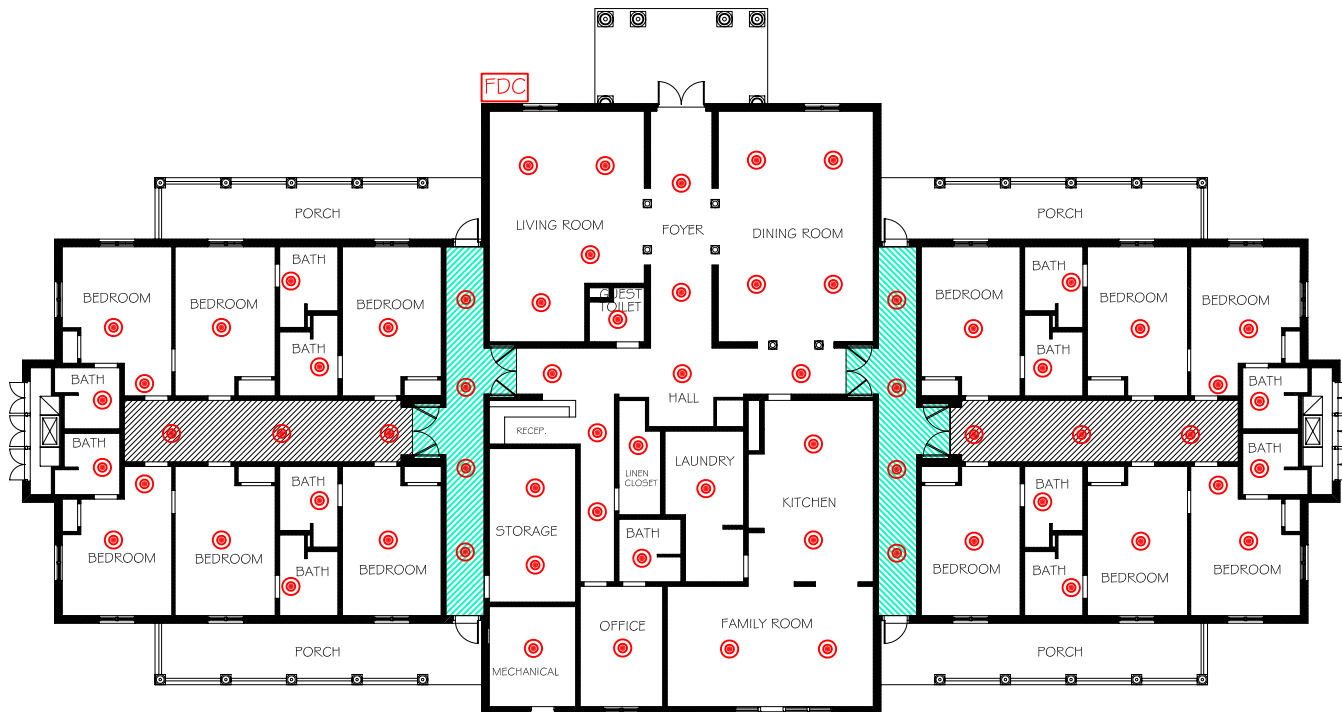 FDC
PORCH
PORCH
LIVING ROOM
FOYER
DINING ROOM
BATH
BATH
BEDROOM
BEDROOM
BEDROOM
GUEST
TOILET
BEDROOM
BEDROOM
BEDROOM
BATH
BATH
BATH
BATH
HALL
RECEP.
BATH
BATH
LAUNDRY
LINEN
CLOSET
BATH
BATH
STORAGE
KITCHEN
BATH
BEDROOM
BEDROOM
BEDROOM
BATH
BATH
BEDROOM
BEDROOM
BEDROOM
OFFICE
FAMILY ROOM
PORCH
PORCH
MECHANICAL